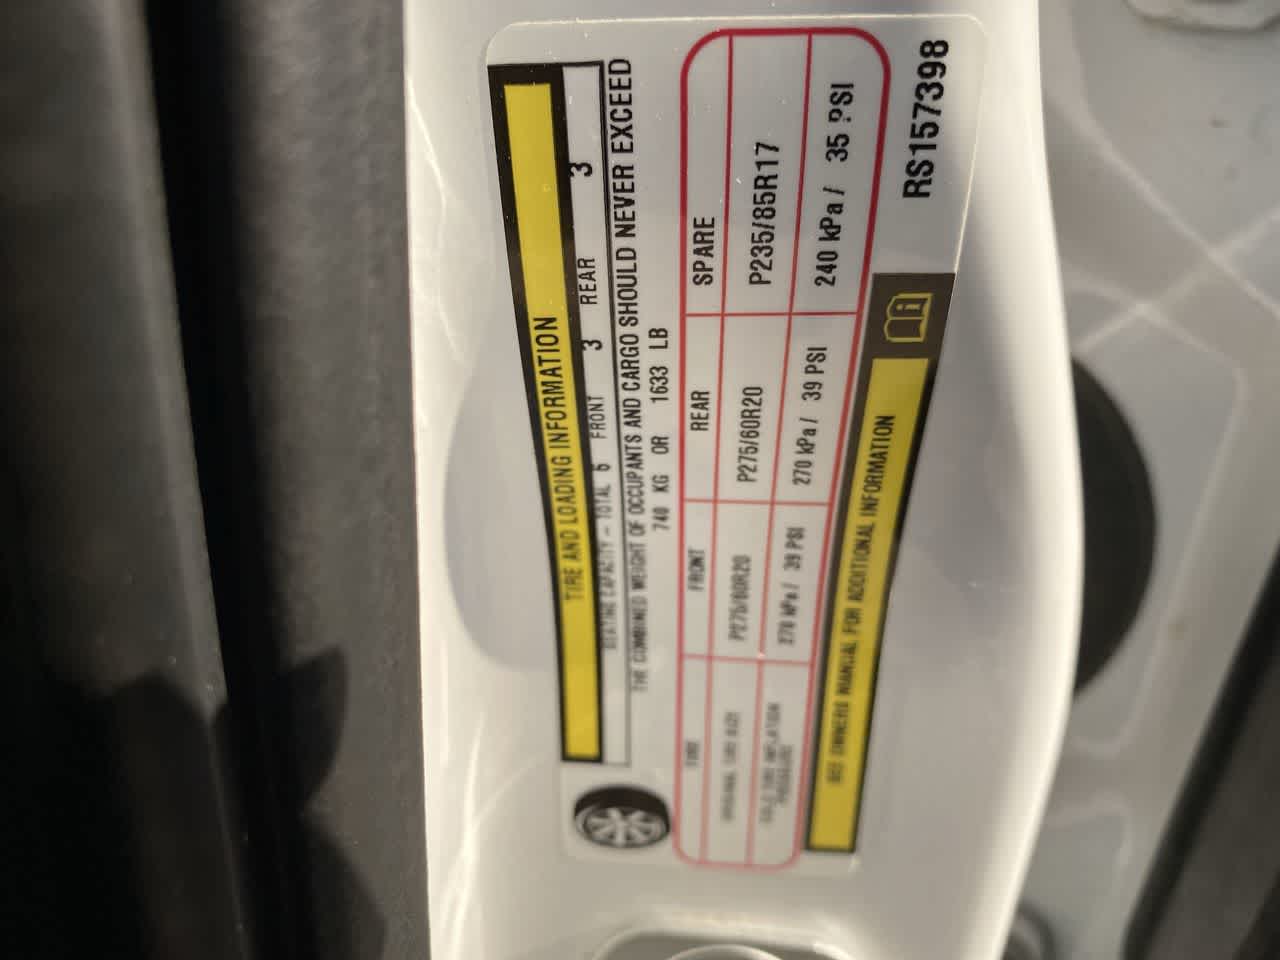 TIRE AND LOADING INFORMATION
SEATING CAPACITY – TOTAL 6 FRONT 3 REAR 3
THE COMBINED WEIGHT OF OCCUPANTS AND CARGO SHOULD NEVER EXCEED
740 KG OR 1633 LB
TIRE FRONT REAR SPARE
ORIGINAL TIRE SIZE P275/60R20 P275/60R20 P235/85R17
COLD TIRE INFLATION PRESSURE 270 kPa / 39 PSI 270 kPa / 39 PSI 240 kPa / 35 PSI
SEE OWNERS MANUAL FOR ADDITIONAL INFORMATION
RS157398